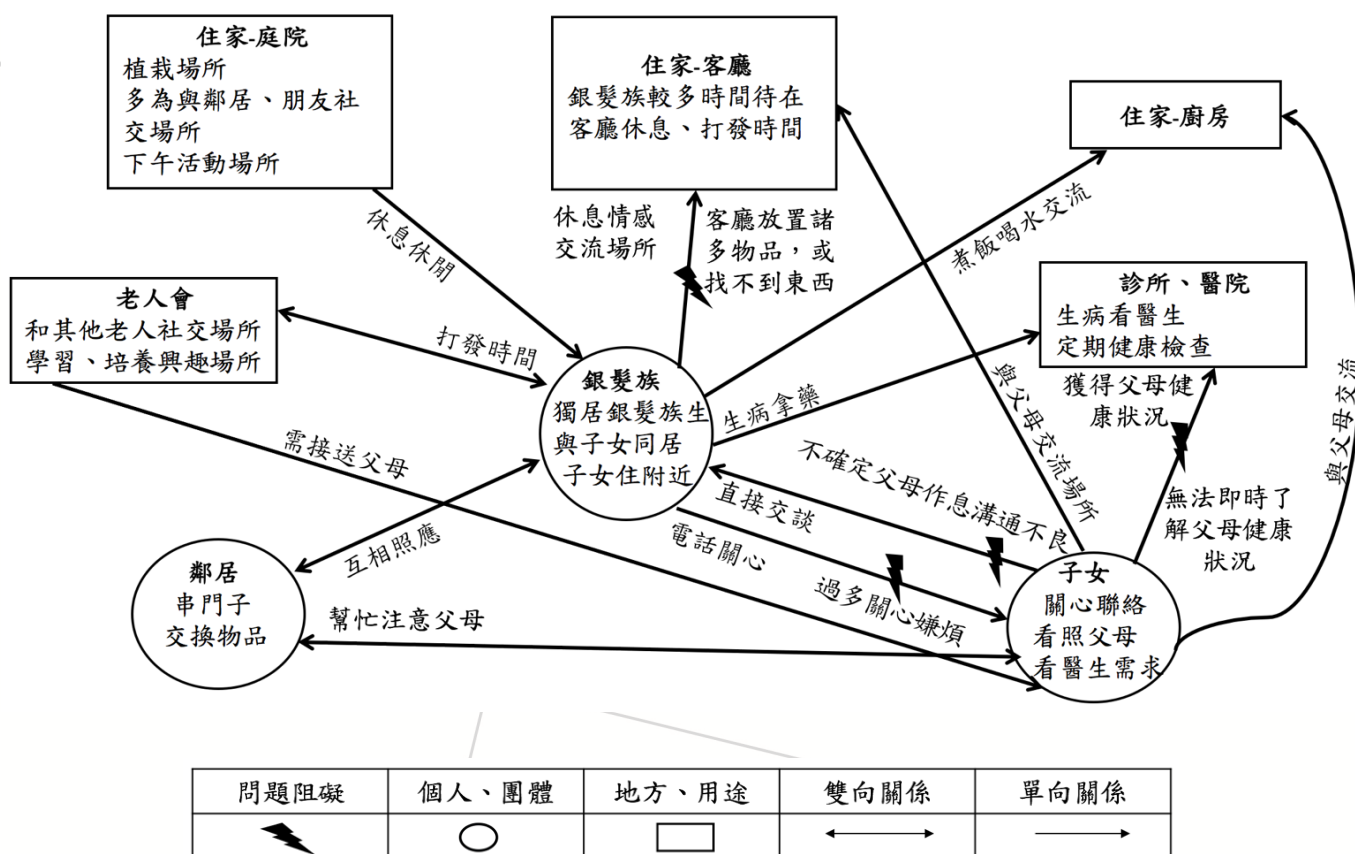 住家-庭院
植栽場所
多為與鄰居、朋友社
交場所
下午活動場所
住家-客廳
銀髮族較多時間待在
客廳休息、打發時間
住家-廚房
休息休閒
休息情感
交流場所
客廳放置諸
多物品，或
找不到東西
煮飯喝水交流
老人會
和其他老人社交場所
學習、培養興趣場所
打發時間
診所、醫院
生病看醫生
定期健康檢查
銀髮族
獨居銀髮族生
與子女同居
子女住附近
生病拿藥
與父母交流場所
獲得父母健
康狀況
與父母交流
需接送父母
不確定父母作息溝通不良
直接交談
電話關心
無法即時了
解父母健康
狀況
互相照應
過多關心嫌煩
鄰居
串門子
交換物品
幫忙注意父母
子女
關心聯絡
看照父母
看醫生需求
問題阻礙
個人、團體
地方、用途
雙向關係
單向關係